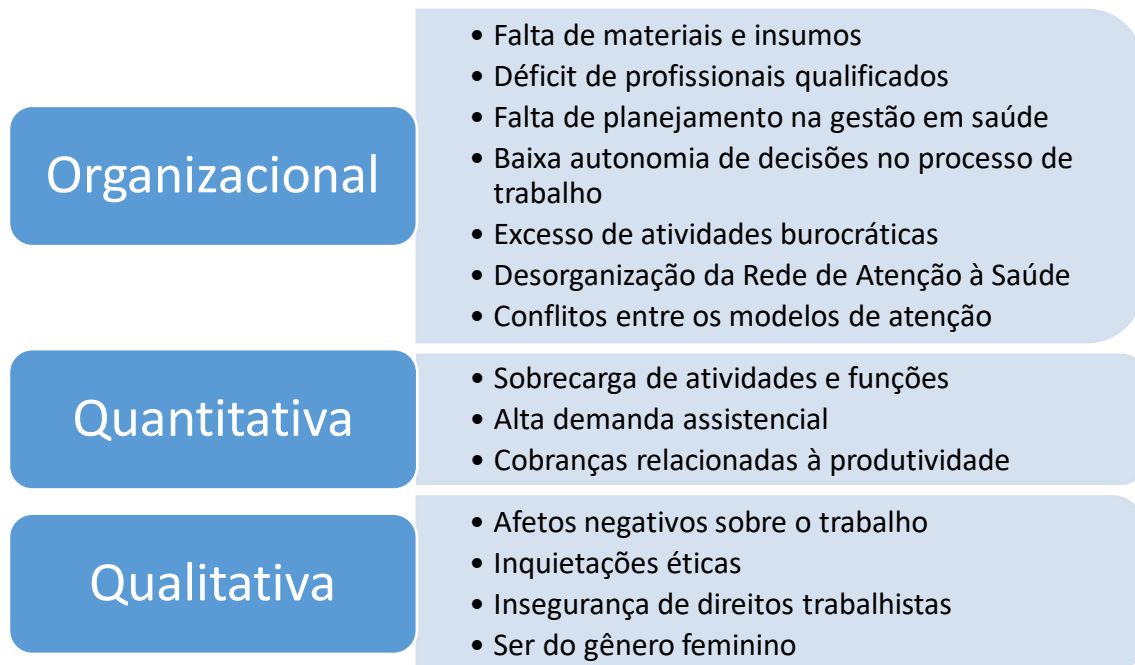 Organizacional
• Falta de materiais e insumos
• Déficit de profissionais qualificados
• Falta de planejamento na gestão em saúde
• Baixa autonomia de decisões no processo de
trabalho
• Excesso de atividades burocráticas
• Desorganização da Rede de Atenção à Saúde
• Conflitos entre os modelos de atenção
Quantitativa
• Sobrecarga de atividades e funções
• Alta demanda assistencial
• Cobranças relacionadas à produtividade
Qualitativa
• Afetos negativos sobre o trabalho
• Inquietações éticas
• Insegurança de direitos trabalhistas
• Ser do gênero feminino